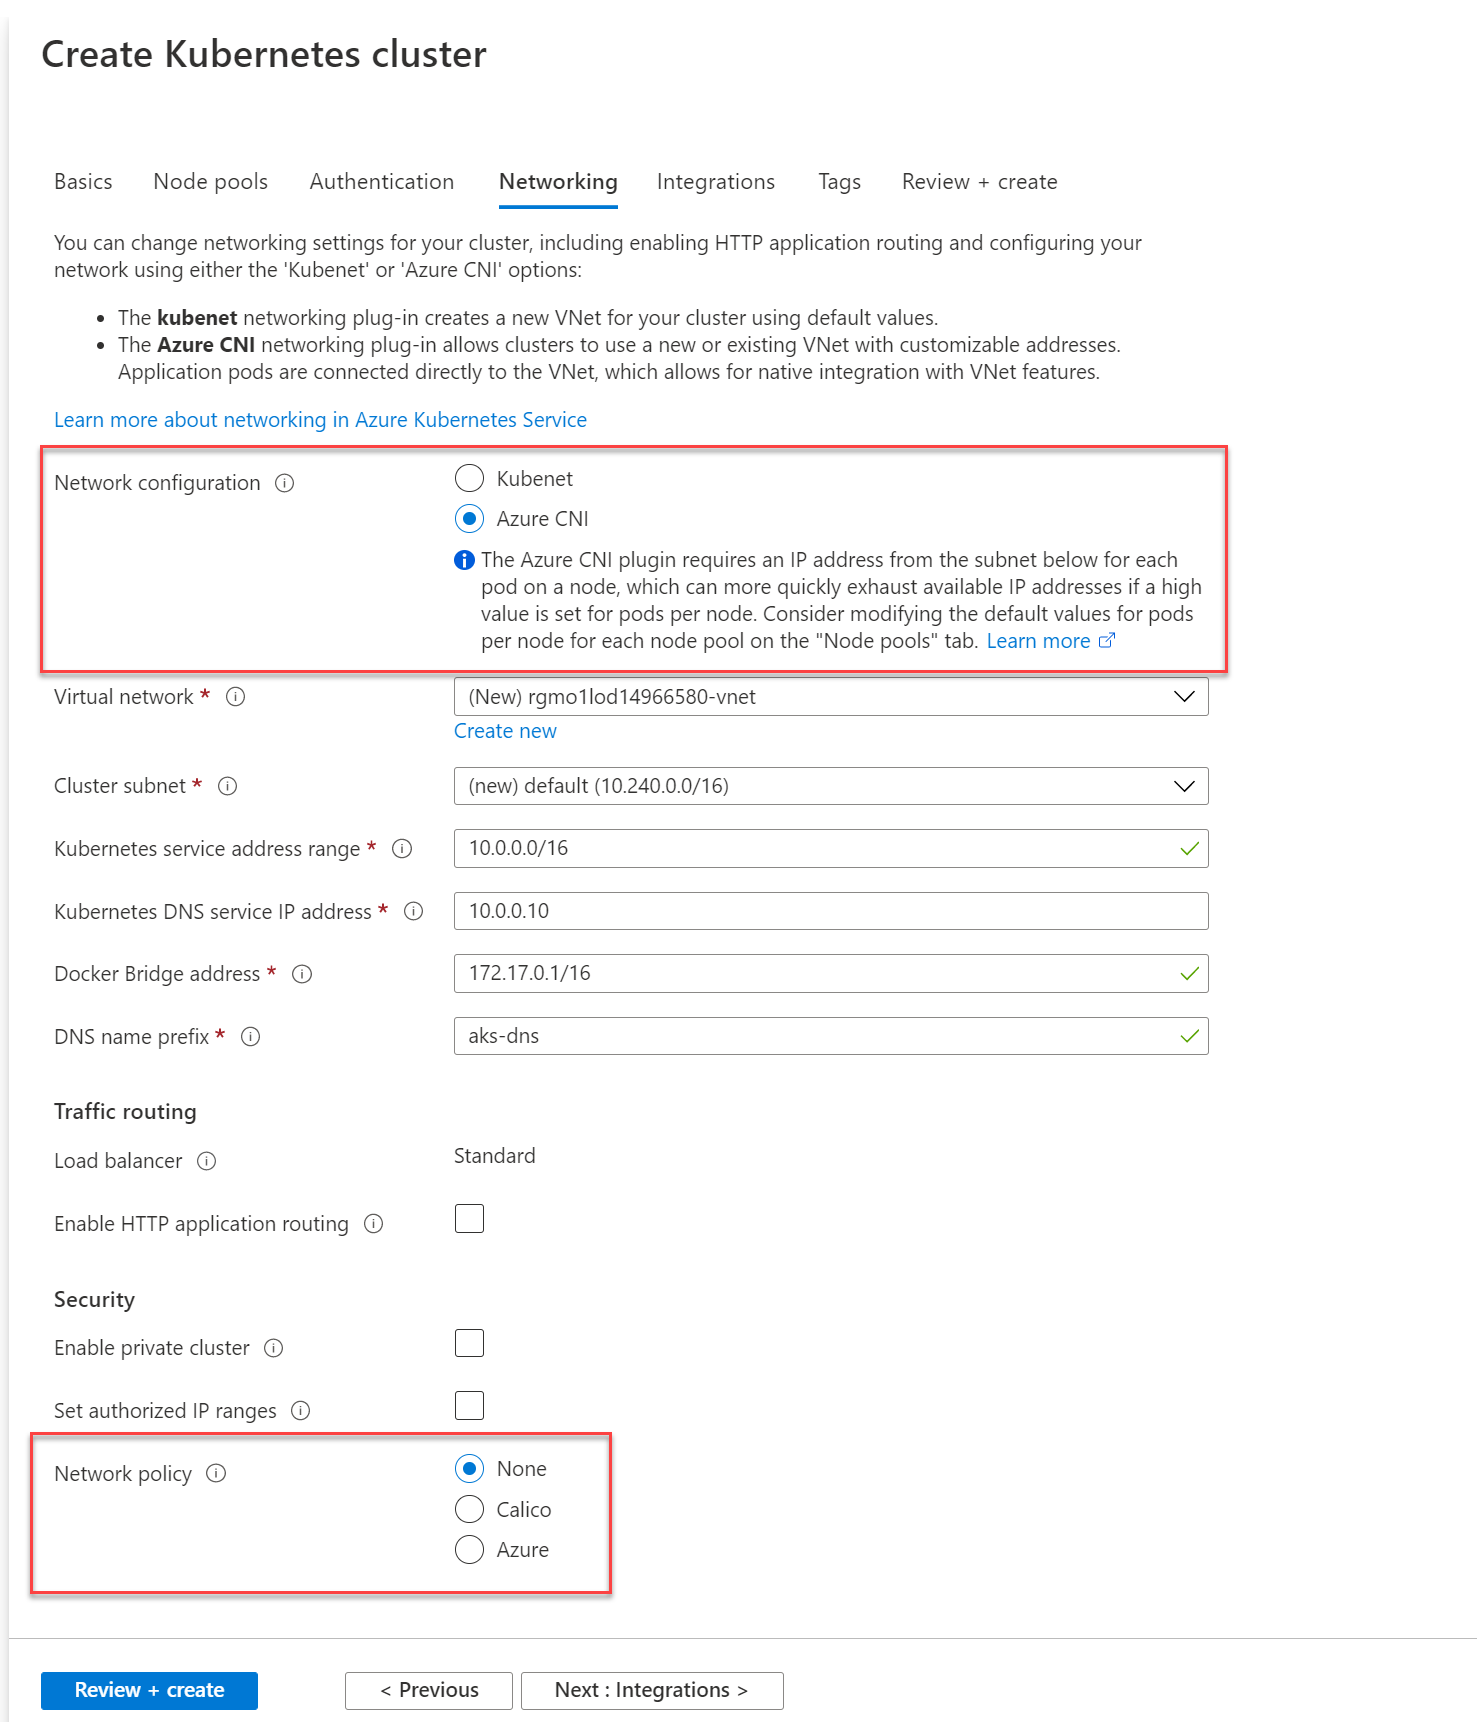 Create Kubernetes cluster
Basics Node pools Authentication Networking Integrations Tags Review + create
You can change networking settings for your cluster, including enabling HTTP application routing and configuring your
network using either the 'Kubenet' or 'Azure CNI' options:
• The kubenet networking plug-in creates a new VNet for your cluster using default values.
• The Azure CNI networking plug-in allows clusters to use a new or existing VNet with customizable addresses.
Application pods are connected directly to the VNet, which allows for native integration with VNet features.
Learn more about networking in Azure Kubernetes Service
Network configuration
Kubenet
Azure CNI
The Azure CNI plugin requires an IP address from the subnet below for each
pod on a node, which can more quickly exhaust available IP addresses if a high
value is set for pods per node. Consider modifying the default values for pods
per node for each node pool on the "Node pools" tab. Learn more
Virtual network * (New) rgmo1lod14966580-vnet
Create new
Cluster subnet * (new) default (10.240.0.0/16)
Kubernetes service address range * 10.0.0.0/16
Kubernetes DNS service IP address * 10.0.0.10
Docker Bridge address * 172.17.0.1/16
DNS name prefix * aks-dns
Traffic routing
Load balancer Standard
Enable HTTP application routing
Security
Enable private cluster
Set authorized IP ranges
Network policy
None
Calico
Azure
Review + create < Previous Next : Integrations >